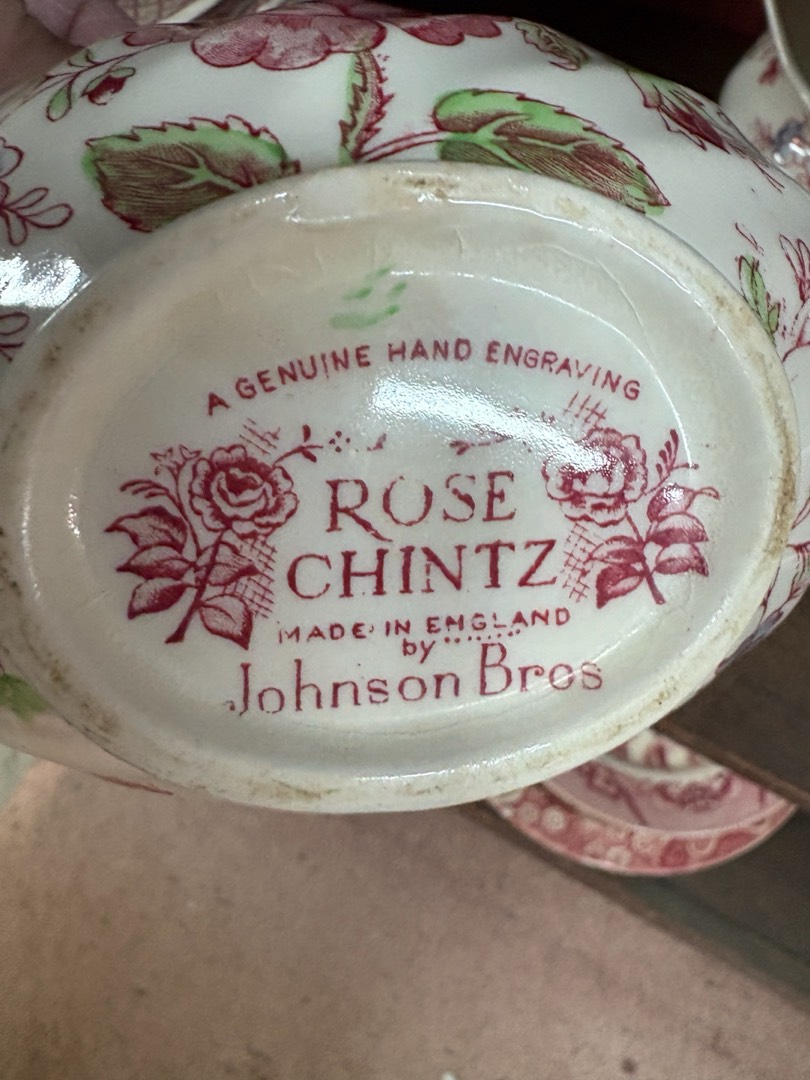 A GENUINE HAND ENGRAVING
ROSE
CHINTZ
MADE IN ENGLAND
by
Johnson Bros